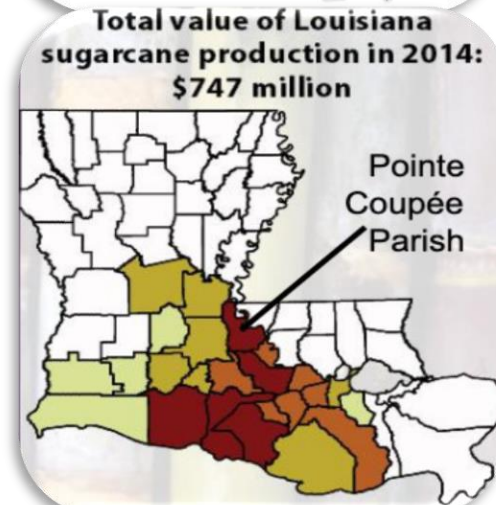 Total value of Louisiana
sugarcane production in 2014:
$747 million
Pointe
Coupée
Parish